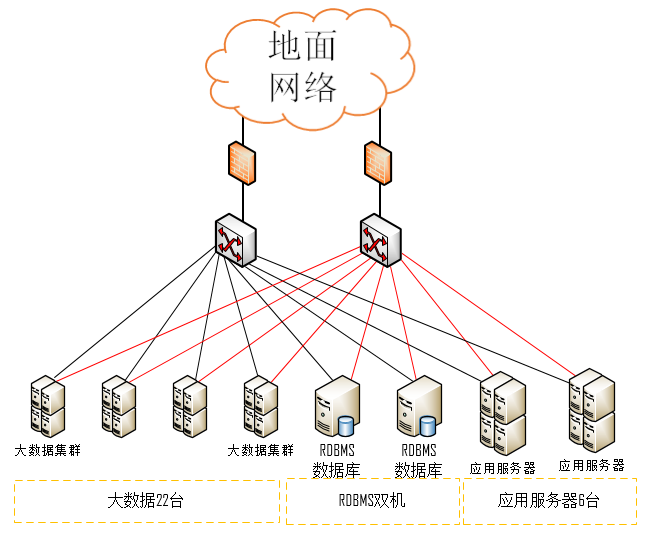 地面
网络
大数据集群
大数据集群
RDBMS
数据库
RDBMS
数据库
应用服务器
应用服务器
大数据22台
RDBMS双机
应用服务器6台